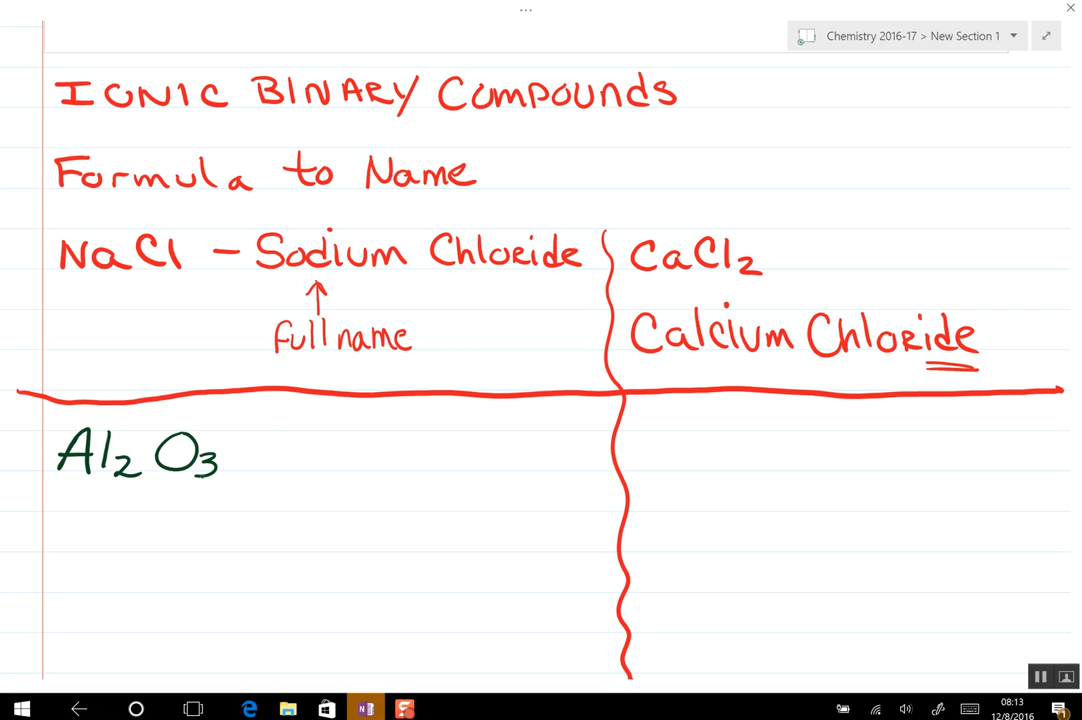 ...
Chemistry 2016-17 > New Section 1
IONIC BINARY COMPOUNDS
Formula to Name
NaCl - Sodium Chloride
Full name
CaCl₂
Calcium Chloride
Al₂O₃
08:13
12/8/2016
1